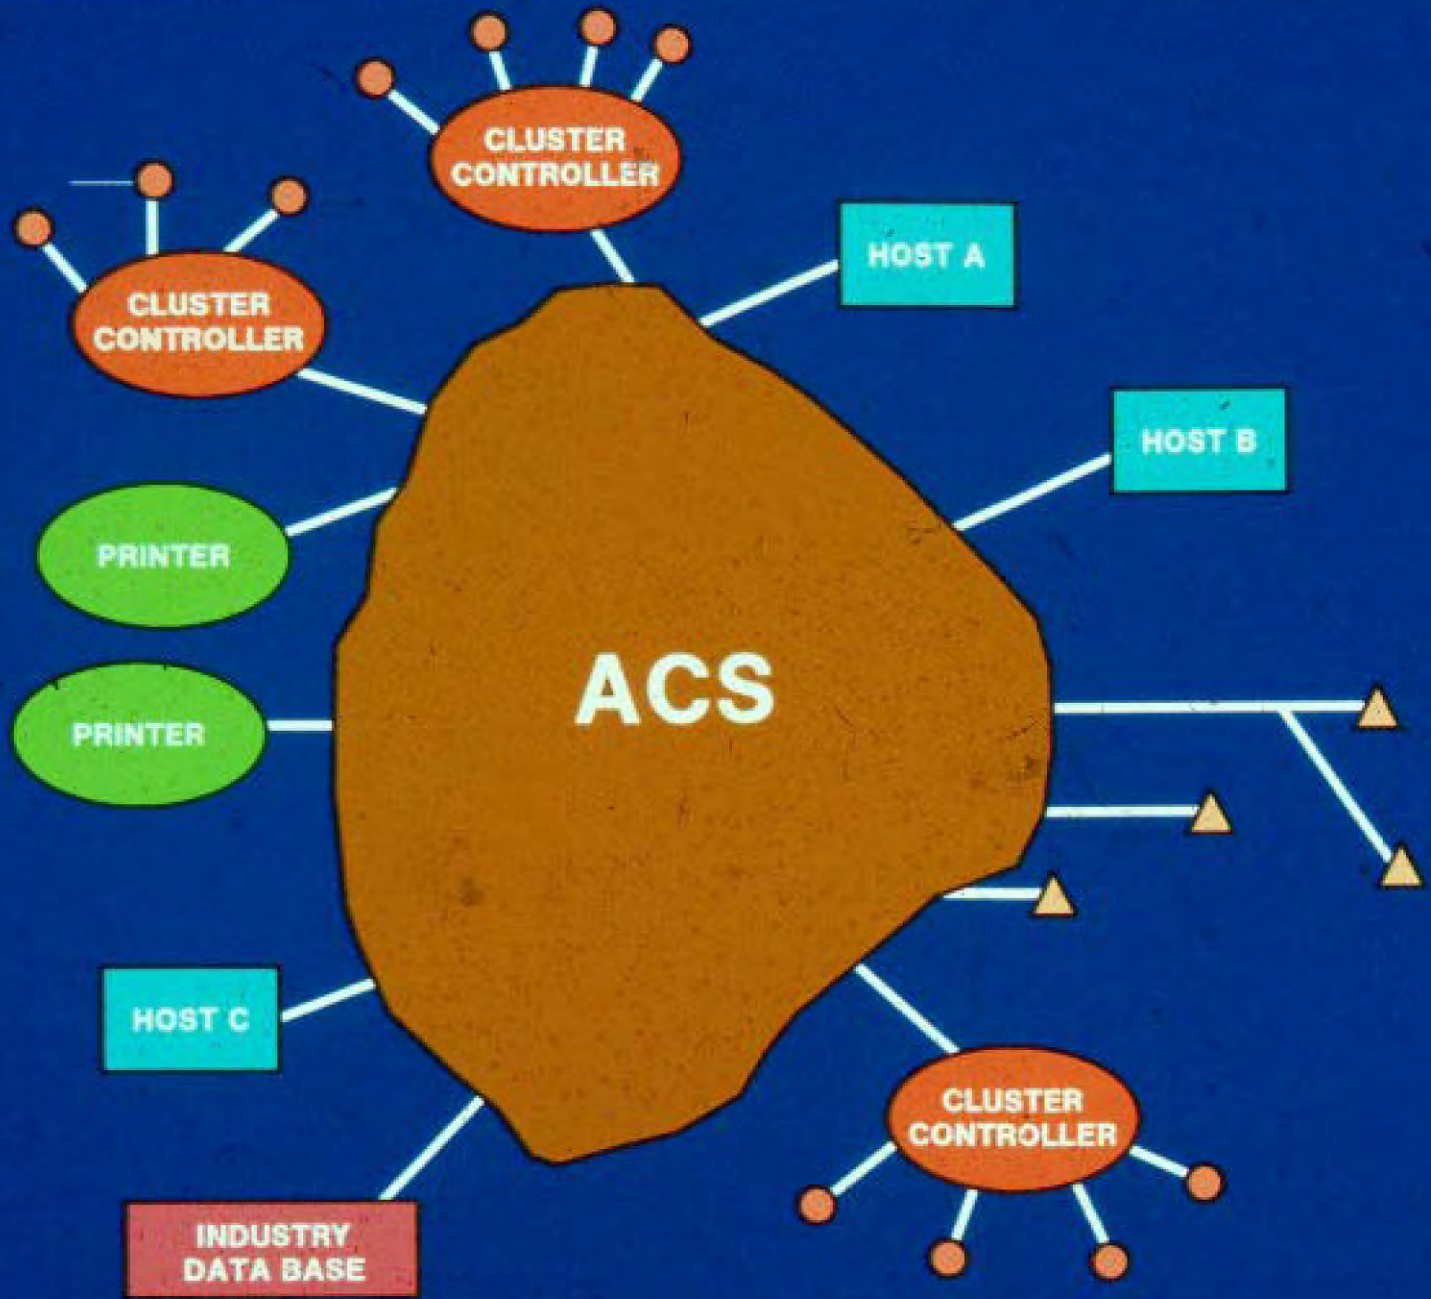 CLUSTER
CONTROLLER
HOST A
CLUSTER
CONTROLLER
HOST B
PRINTER
ACS
PRINTER
HOST C
CLUSTER
CONTROLLER
INDUSTRY
DATA BASE